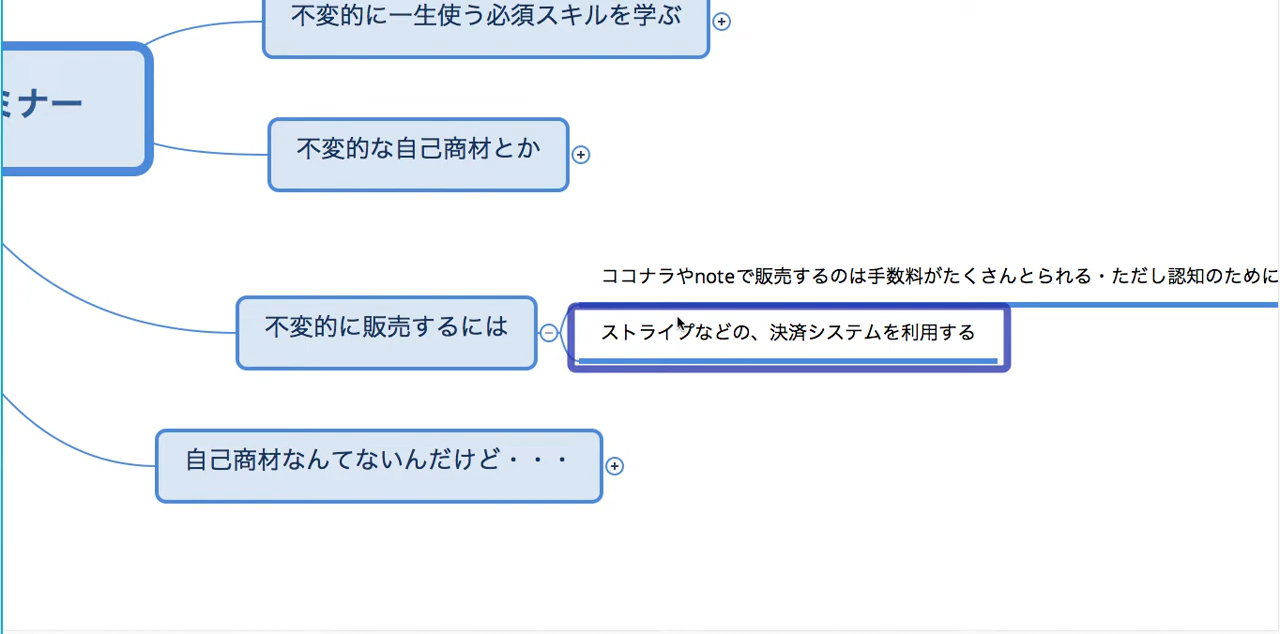 不変的に一生使う必須スキルを学ぶ
ミナー
不変的な自己商材とか
ココナラやnoteで販売するのは手数料がたくさんとられる・ただし認知のために
不変的に販売するには
ストライプなどの、決済システムを利用する
自己商材なんてないんだけど・・・